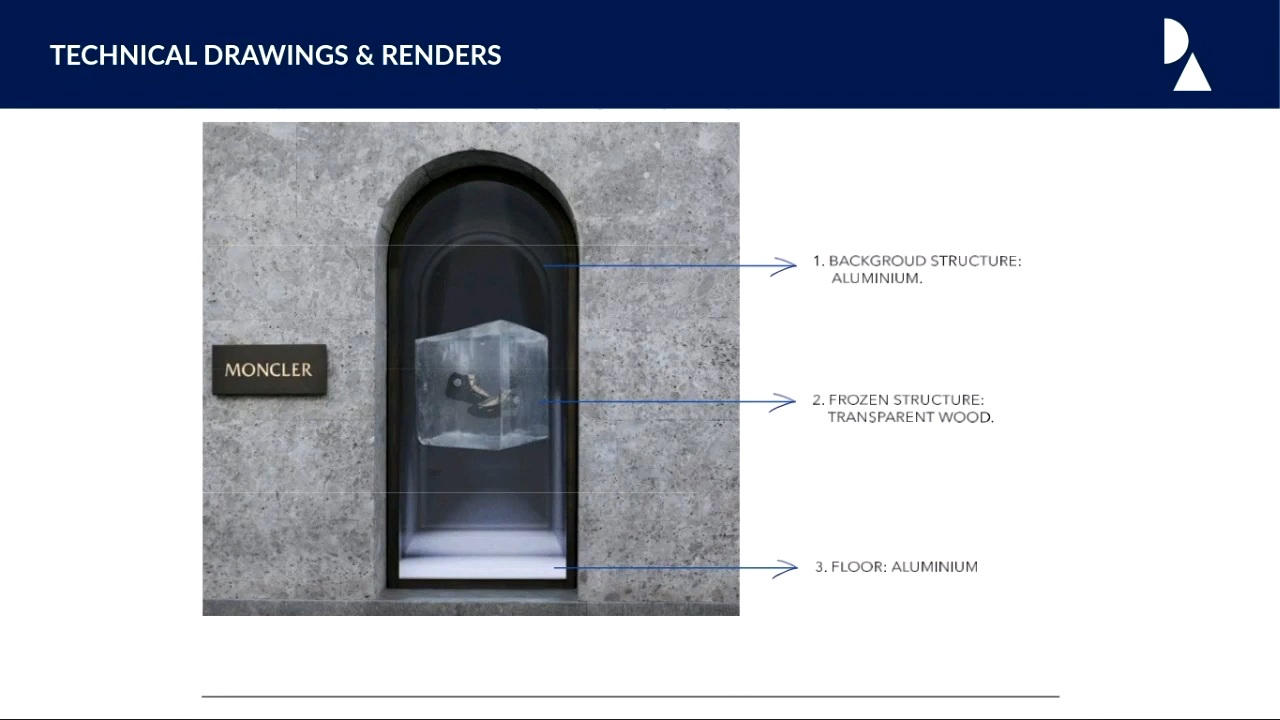 TECHNICAL DRAWINGS & RENDERS
MONCLER
1. BACKGROUD STRUCTURE:
ALUMINIUM.
2. FROZEN STRUCTURE:
TRANSPARENT WOOD.
3. FLOOR: ALUMINIUM